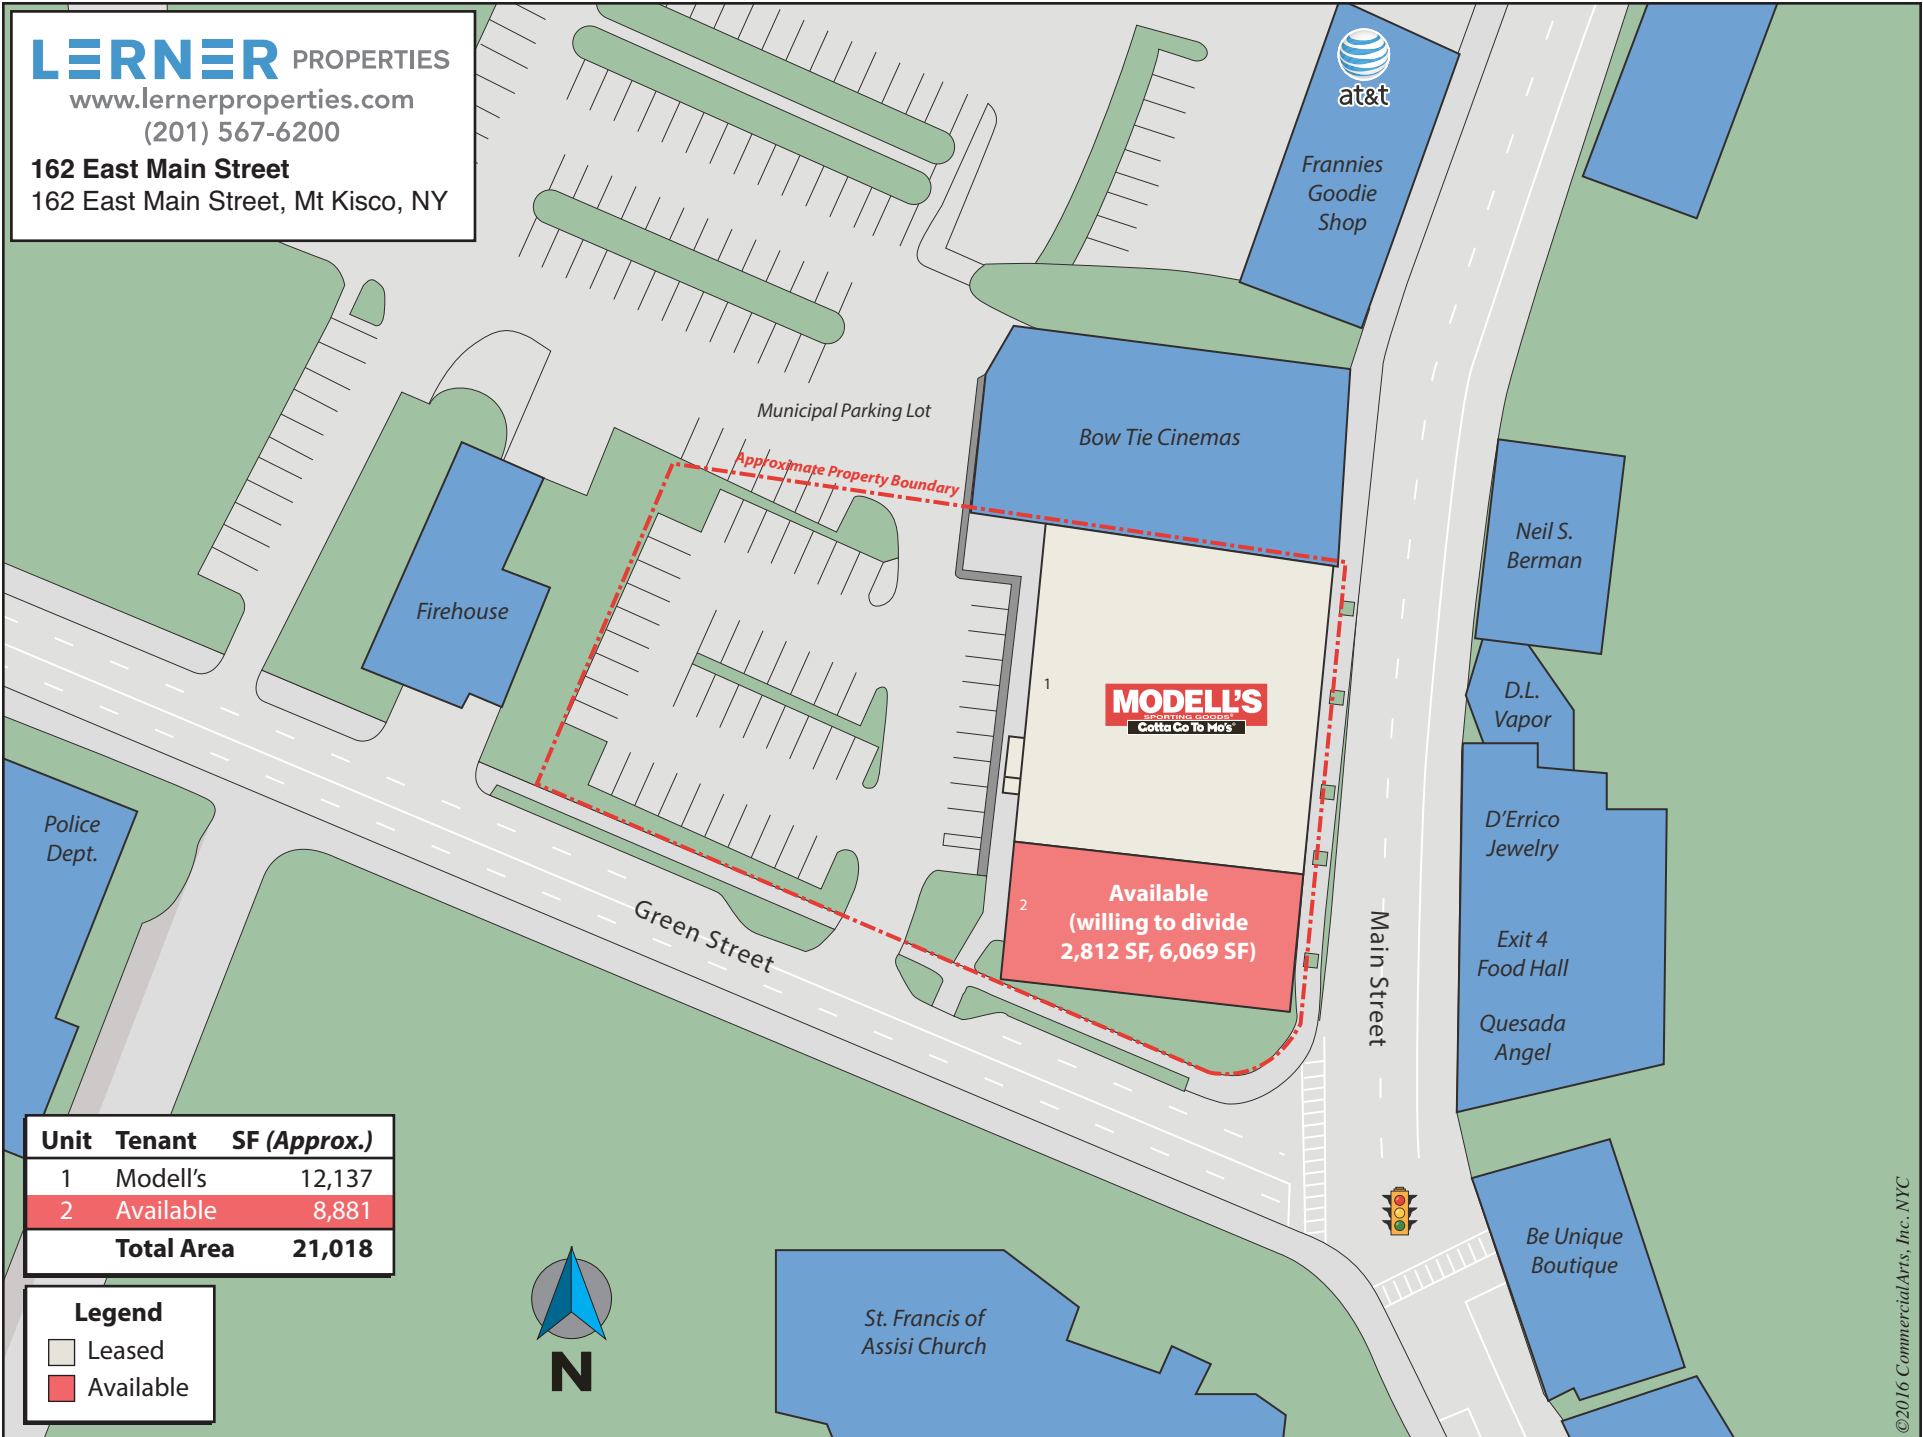 LERNER PROPERTIES
www.lernerproperties.com
(201) 567-6200
162 East Main Street
162 East Main Street, Mt Kisco, NY
at&t
Frannies
Goodie
Shop
Municipal Parking Lot
Approximate Property Boundary
Bow Tie Cinemas
Neil S.
Berman
Firehouse
1
MODELL'S
SPORTING GOODS®
Gotta Go To Mo's®
D.L.
Vapor
Police
Dept.
D'Errico
Jewelry
2
Available
(willing to divide
2,812 SF, 6,069 SF)
Green Street
Main Street
Exit 4
Food Hall
Quesada
Angel
Unit Tenant SF (Approx.)
1 Modell's 12,137
2 Available 8,881
Total Area 21,018
Legend
Leased
Available
N
St. Francis of
Assisi Church
Be Unique
Boutique
©2016 CommercialArts, Inc. NYC